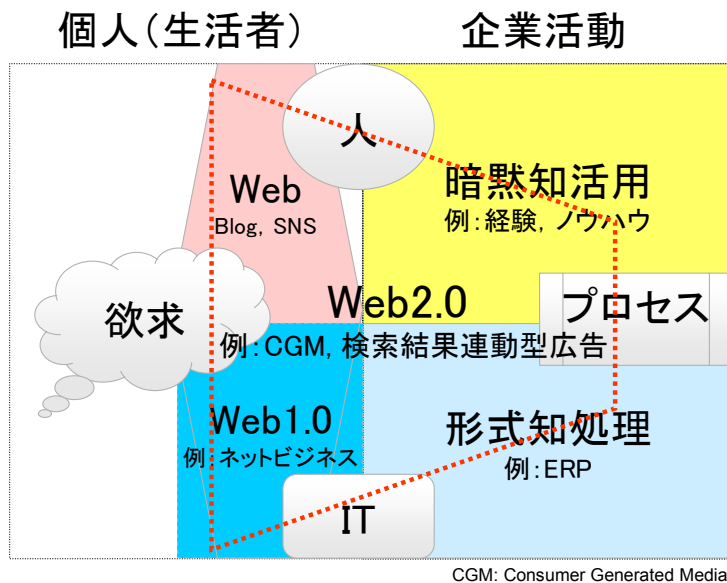 個人（生活者）
企業活動
人
Web
Blog, SNS
暗黙知活用
例：経験，ノウハウ
欲求
Web2.0
プロセス
例：CGM，検索結果連動型広告
Web1.0
例：ネットビジネス
形式知処理
例：ERP
IT
CGM: Consumer Generated Media